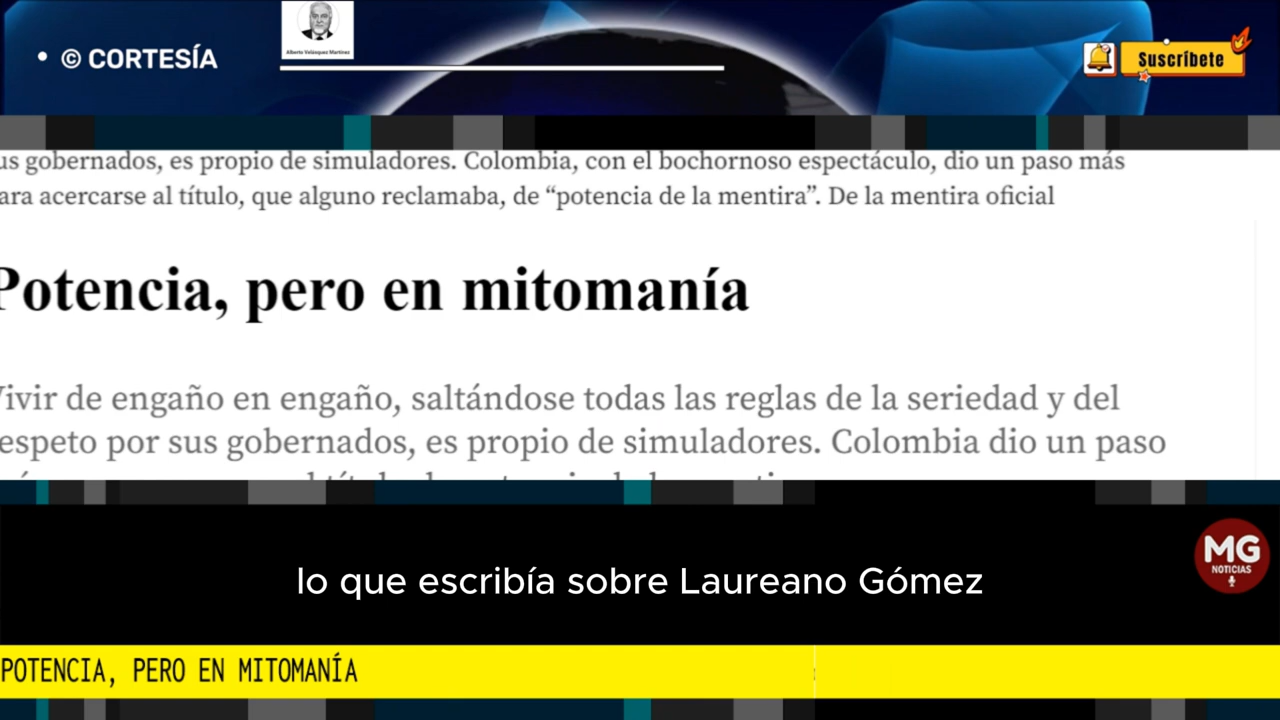 © CORTESÍA
Alberto Velásquez Martínez
Suscríbete
us gobernados, es propio de simuladores. Colombia, con el bochornoso espectáculo, dio un paso más
ara acercarse al título, que alguno reclamaba, de “potencia de la mentira”. De la mentira oficial
Potencia, pero en mitomanía
Vivir de engaño en engaño, saltándose todas las reglas de la seriedad y del
espeto por sus gobernados, es propio de simuladores. Colombia dio un paso
lo que escribía sobre Laureano Gómez
MG
NOTICIAS
POTENCIA, PERO EN MITOMANÍA